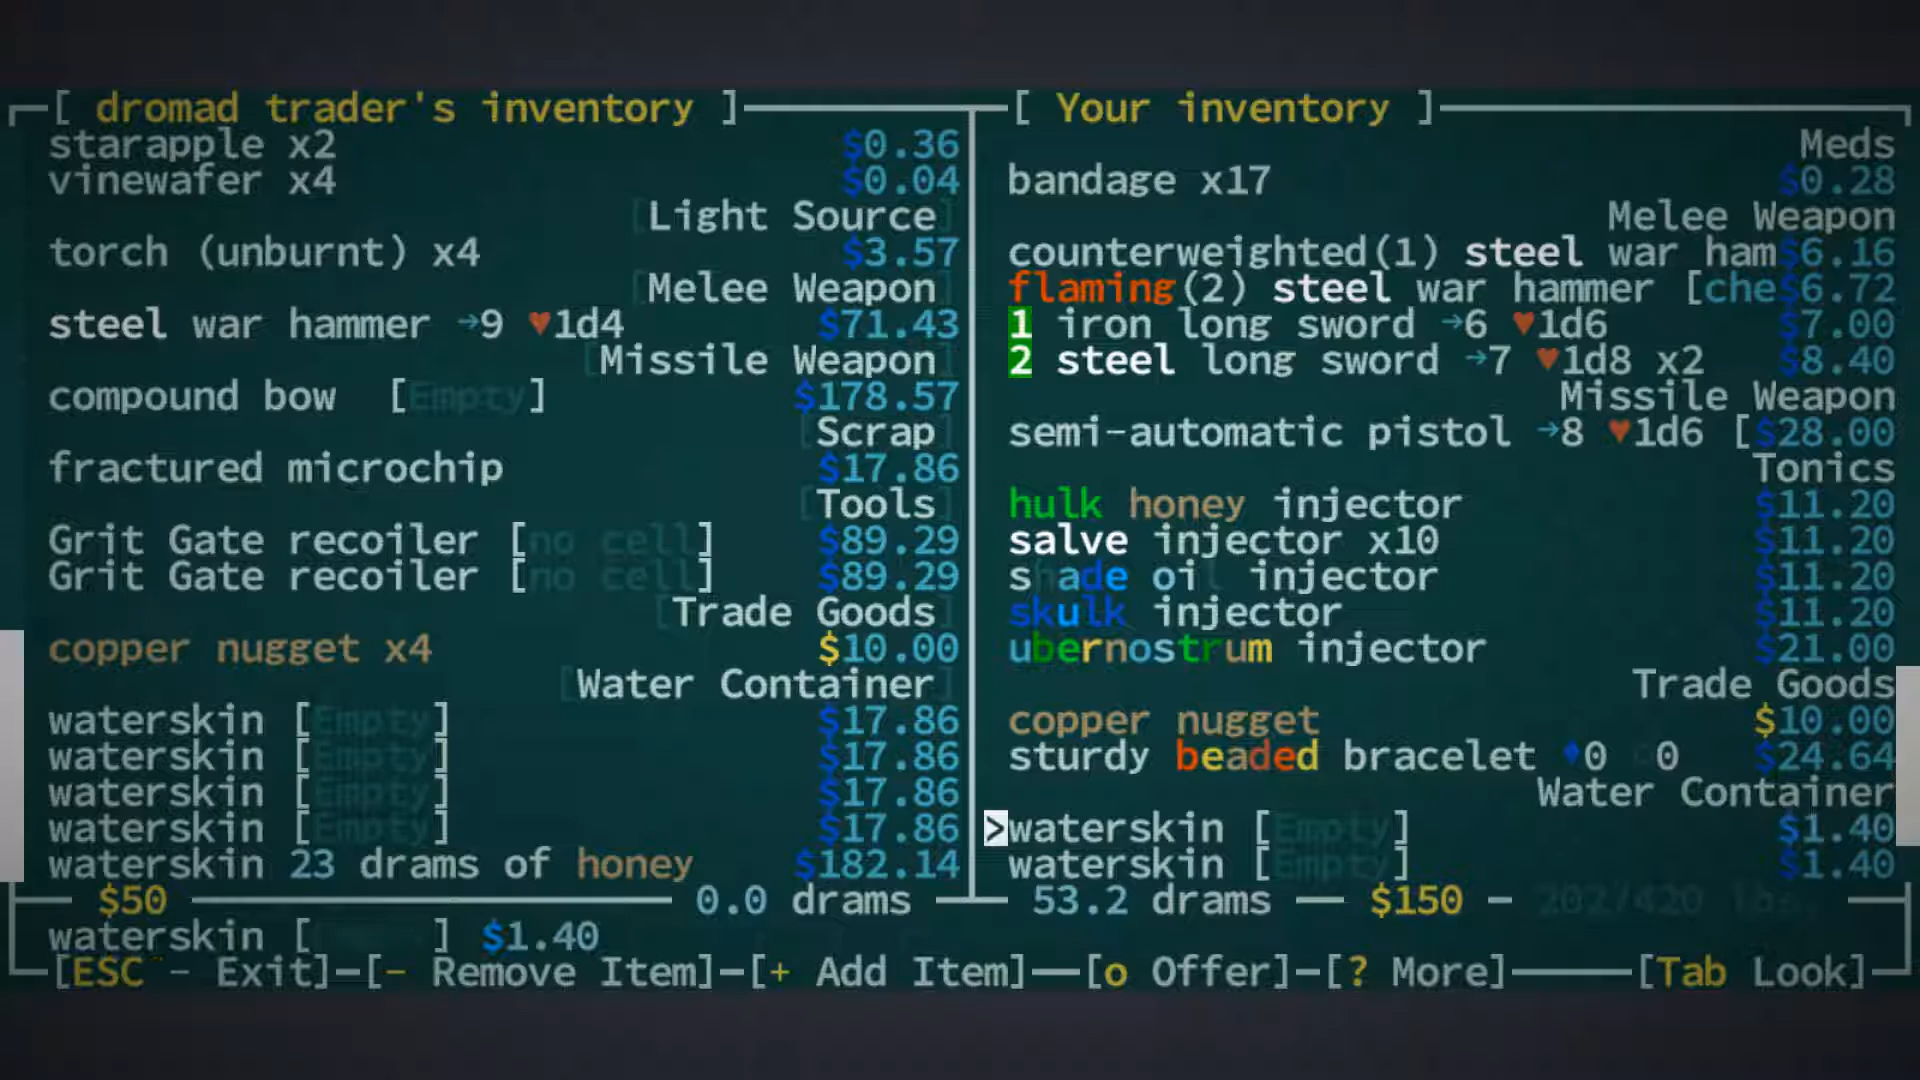 [ dromad trader's inventory ]
starapple x2 $0.36
vinewafer x4 $0.04
[Light Source]
torch (unburnt) x4 $3.57
[Melee Weapon]
steel war hammer →9 ♥1d4 $71.43
[Missile Weapon]
compound bow [Empty] $178.57
[Scrap]
fractured microchip $17.86
[Tools]
Grit Gate recoiler [no cell] $89.29
Grit Gate recoiler [no cell] $89.29
[Trade Goods]
copper nugget x4 $10.00
[Water Container]
waterskin [Empty] $17.86
waterskin [Empty] $17.86
waterskin [Empty] $17.86
waterskin [Empty] $17.86
waterskin 23 drams of honey $182.14
[ Your inventory ]
Meds
bandage x17 $0.28
Melee Weapon
counterweighted(1) steel war ham$6.16
flaming(2) steel war hammer [che$6.72
1 iron long sword →6 ♥1d6 $7.00
2 steel long sword →7 ♥1d8 x2 $8.40
Missile Weapon
semi-automatic pistol →8 ♥1d6 [$28.00
Tonics
hulk honey injector $11.20
salve injector x10 $11.20
shade oil injector $11.20
skulk injector $11.20
ubernostrum injector $21.00
Trade Goods
copper nugget $10.00
sturdy beaded bracelet ♦0 0 $24.64
Water Container
>waterskin [Empty] $1.40
waterskin [Empty] $1.40
$50 0.0 drams 53.2 drams $150 202/420 lbs.
waterskin [ ] $1.40
[ESC - Exit] [- Remove Item] [+ Add Item] [o Offer] [? More] [Tab Look]